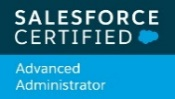 SALESFORCE
CERTIFIED
Advanced
Administrator